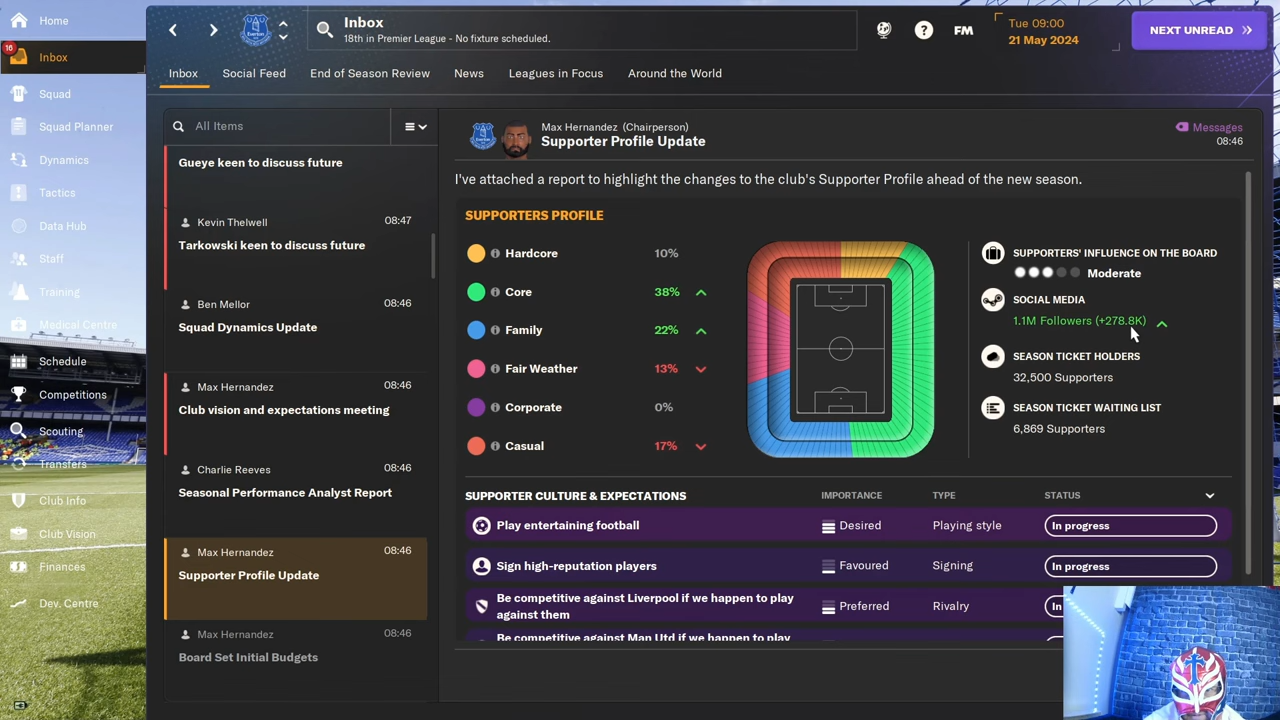 Home
16
Inbox
Squad
Squad Planner
Dynamics
Tactics
Data Hub
Staff
Training
Medical Centre
Schedule
Competitions
Scouting
Transfers
Club Info
Club Vision
Finances
Dev. Centre
Inbox
18th in Premier League - No fixture scheduled.
?
FM
Tue 09:00
21 May 2024
NEXT UNREAD
Inbox
Social Feed
End of Season Review
News
Leagues in Focus
Around the World
All Items
Gueye keen to discuss future
Kevin Thelwell 08:47
Tarkowski keen to discuss future
Ben Mellor 08:46
Squad Dynamics Update
Max Hernandez 08:46
Club vision and expectations meeting
Charlie Reeves 08:46
Seasonal Performance Analyst Report
Max Hernandez 08:46
Supporter Profile Update
Max Hernandez 08:46
Board Set Initial Budgets
Max Hernandez (Chairperson)
Supporter Profile Update
Messages
08:46
I've attached a report to highlight the changes to the club's Supporter Profile ahead of the new season.
SUPPORTERS PROFILE
Hardcore 10%
Core 38%
Family 22%
Fair Weather 13%
Corporate 0%
Casual 17%
SUPPORTERS' INFLUENCE ON THE BOARD
Moderate
SOCIAL MEDIA
1.1M Followers (+278.8K)
SEASON TICKET HOLDERS
32,500 Supporters
SEASON TICKET WAITING LIST
6,869 Supporters
SUPPORTER CULTURE & EXPECTATIONS IMPORTANCE TYPE STATUS
Play entertaining football Desired Playing style In progress
Sign high-reputation players Favoured Signing In progress
Be competitive against Liverpool if we happen to play
against them Preferred Rivalry In
Be competitive against Man Utd if we happen to play